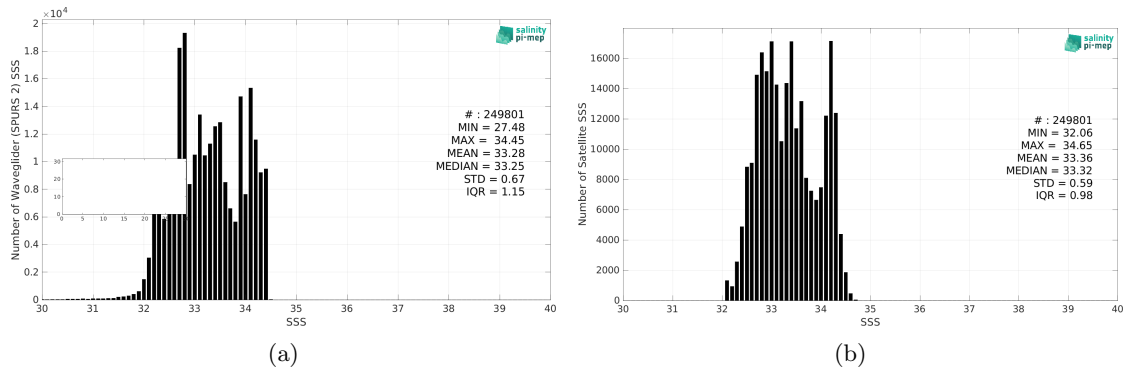 2 ×10⁴
1.8
1.6
1.4
1.2
1
0.8
0.6
0.4
0.2
0
Number of Waveglider (SPURS 2) SSS
30
20
10
0
0 5 10 15 20
30 31 32 33 34 35 36 37 38 39 40
SSS
salinity
pi-mep
# : 249801
MIN = 27.48
MAX = 34.45
MEAN = 33.28
MEDIAN = 33.25
STD = 0.67
IQR = 1.15
(a)
16000
14000
12000
10000
8000
6000
4000
2000
0
Number of Satellite SSS
30 31 32 33 34 35 36 37 38 39 40
SSS
salinity
pi-mep
# : 249801
MIN = 32.06
MAX = 34.65
MEAN = 33.36
MEDIAN = 33.32
STD = 0.59
IQR = 0.98
(b)